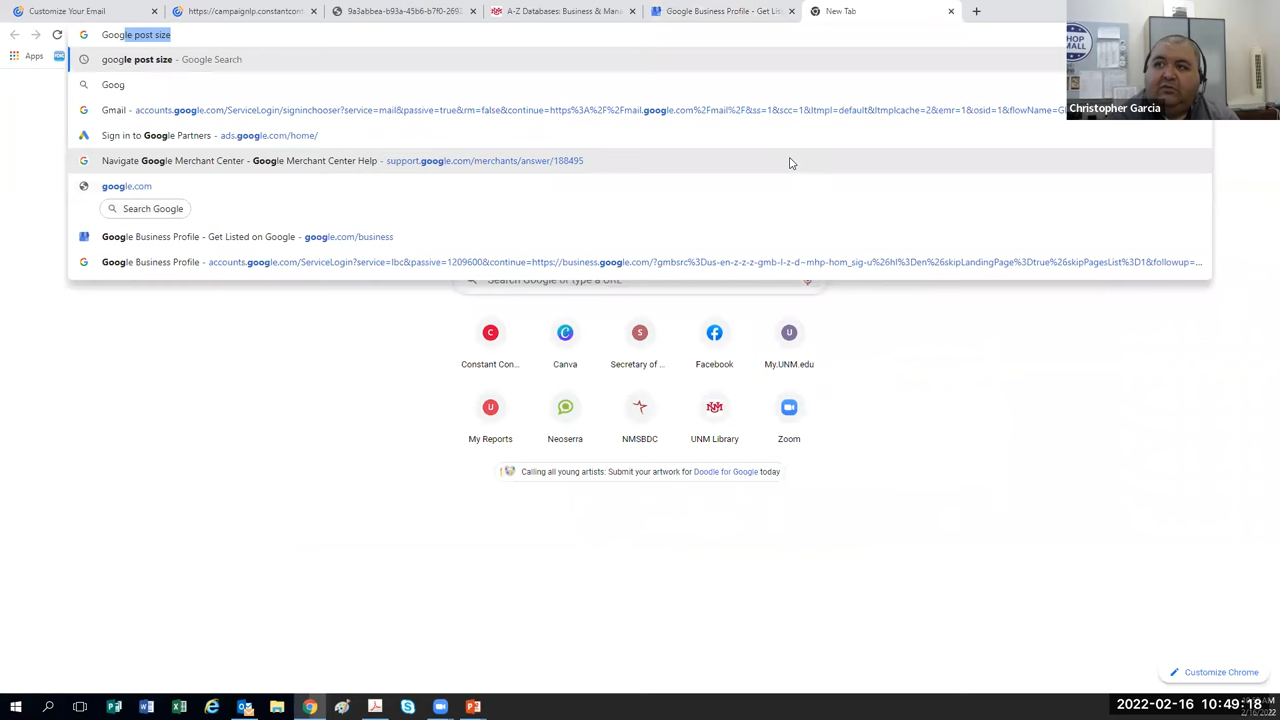 Customize Your Email
https://campaignlp.constantcont
9a3abbea-b93a-45b6-b7f0-269
A-Z Databases: Business & Mana
Google Business Profile - Get List
New Tab
Google post size
Apps
google post size - Google Search
Goog
Gmail - accounts.google.com/ServiceLogin/signinchooser?service=mail&passive=true&rm=false&continue=https%3A%2F%2Fmail.google.com%2Fmail%2F&ss=1&scc=1&ltmpl=default&ltmplcache=2&emr=1&osid=1&flowName=Gl
Sign in to Google Partners - ads.google.com/home/
Navigate Google Merchant Center - Google Merchant Center Help - support.google.com/merchants/answer/188495
google.com
Search Google
Google Business Profile - Get Listed on Google - google.com/business
Google Business Profile - accounts.google.com/ServiceLogin?service=lbc&passive=1209600&continue=https://business.google.com/?gmbsrc%3Dus-en-z-z-z-gmb-l-z-d~mhp-hom_sig-u%26hl%3Den%26skipLandingPage%3Dtrue%26skipPagesList%3D1&followup=...
Search Google or type a URL
HOP
MALL
Christopher Garcia
Constant Con...
Canva
Secretary of ...
Facebook
My.UNM.edu
My Reports
Neoserra
NMSBDC
UNM Library
Zoom
Calling all young artists: Submit your artwork for Doodle for Google today
Customize Chrome
2022-02-16 10:49:18